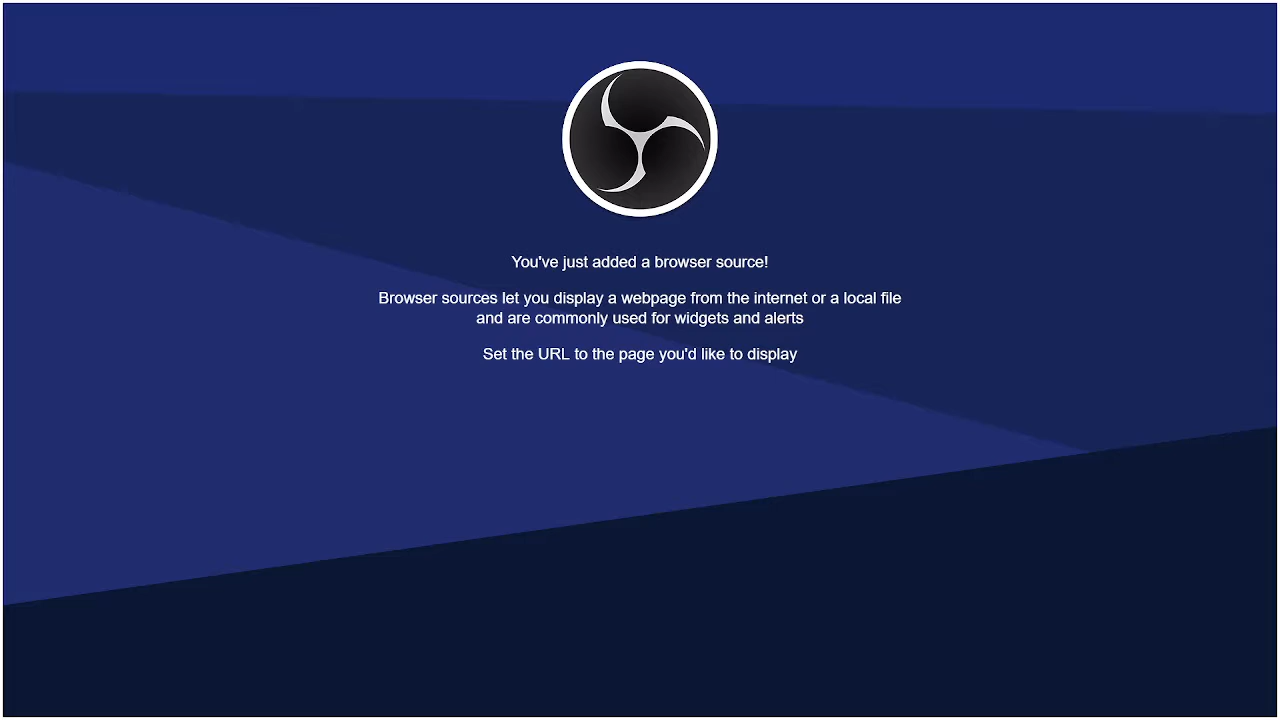 You've just added a browser source!
Browser sources let you display a webpage from the internet or a local file
and are commonly used for widgets and alerts
Set the URL to the page you'd like to display